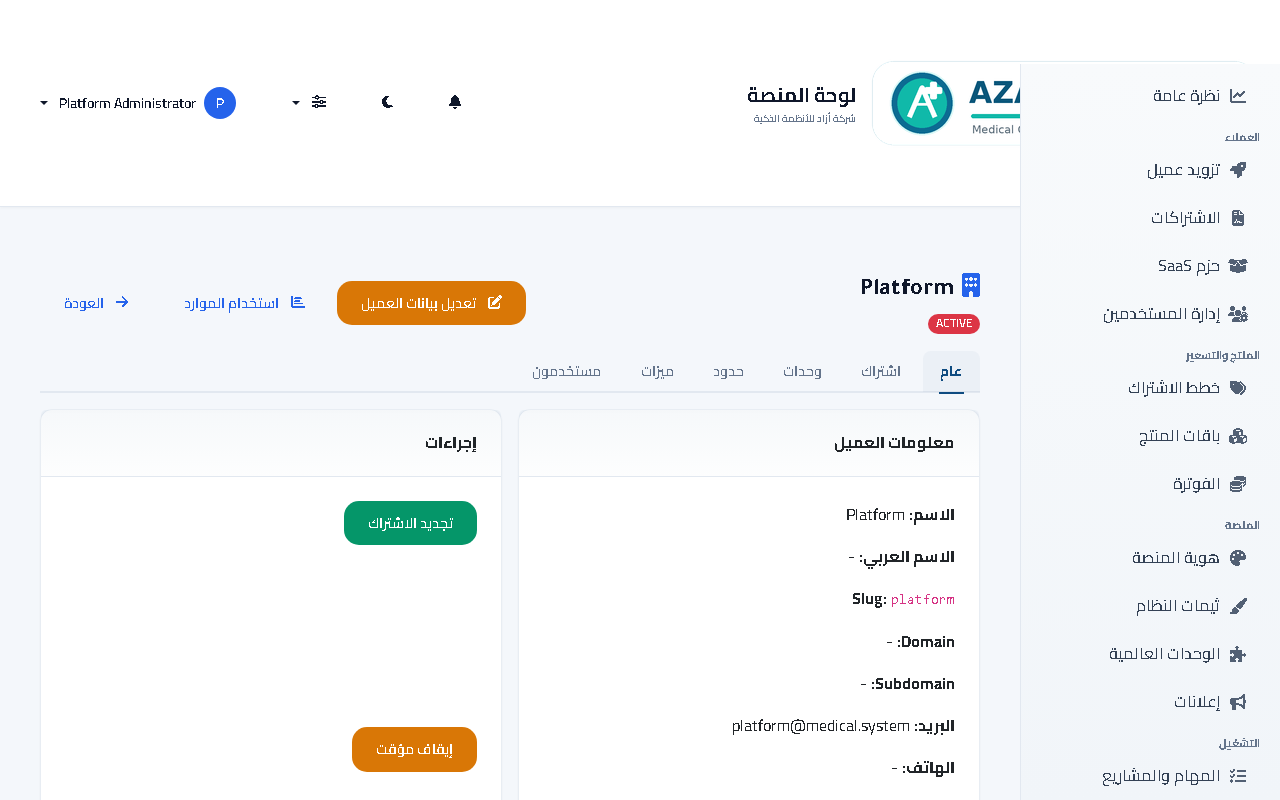 نظرة عامة
العملاء
تزويد عميل
الاشتراكات
حزم SaaS
إدارة المستخدمين
المنتج والتسعير
خطط الاشتراك
باقات المنتج
الفوترة
المنصة
هوية المنصة
ثيمات النظام
الوحدات العالمية
إعلانات
التشغيل
المهام والمشاريع
AZA
Medical
لوحة المنصة
شركة أزاد للأنظمة الذكية
P Platform Administrator
Platform
ACTIVE
تعديل بيانات العميل
استخدام الموارد
العودة
عام
اشتراك
وحدات
حدود
ميزات
مستخدمون
معلومات العميل
الاسم: Platform
الاسم العربي: -
Slug: platform
Domain: -
Subdomain: -
البريد: platform@medical.system
الهاتف: -
إجراءات
تجديد الاشتراك
إيقاف مؤقت